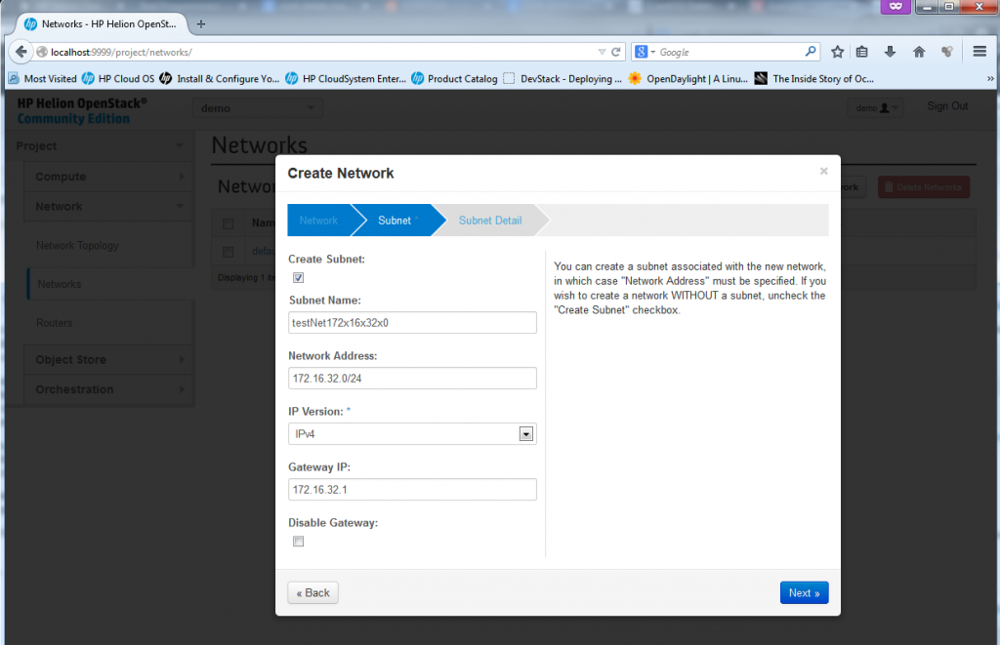 Networks - HP Helion OpenSt...
localhost:9999/project/networks/
Google
Most Visited HP Cloud OS Install & Configure Yo... HP CloudSystem Enter... Product Catalog DevStack - Deploying ... OpenDaylight | A Linu... The Inside Story of Oc... »
HP Helion OpenStack®
Community Edition
demo
demo
Sign Out
Project
Compute
Network
Network Topology
Networks
Routers
Object Store
Orchestration
Networks
Delete Networks
Create Network
×
Network Subnet * Subnet Detail
Create Subnet:
Subnet Name:
testNet172x16x32x0
Network Address:
172.16.32.0/24
IP Version: *
IPv4
Gateway IP:
172.16.32.1
Disable Gateway:
You can create a subnet associated with the new network,
in which case "Network Address" must be specified. If you
wish to create a network WITHOUT a subnet, uncheck the
"Create Subnet" checkbox.
« Back
Next »